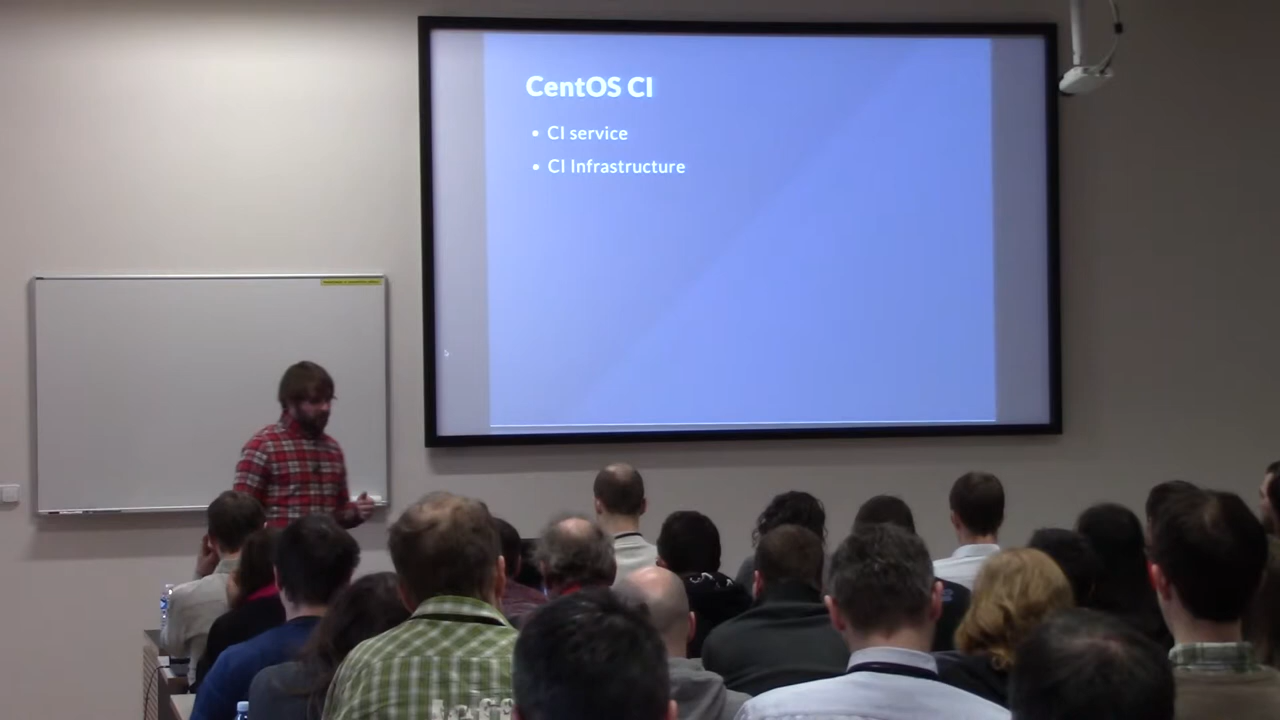 CentOS CI
• CI service
• CI Infrastructure